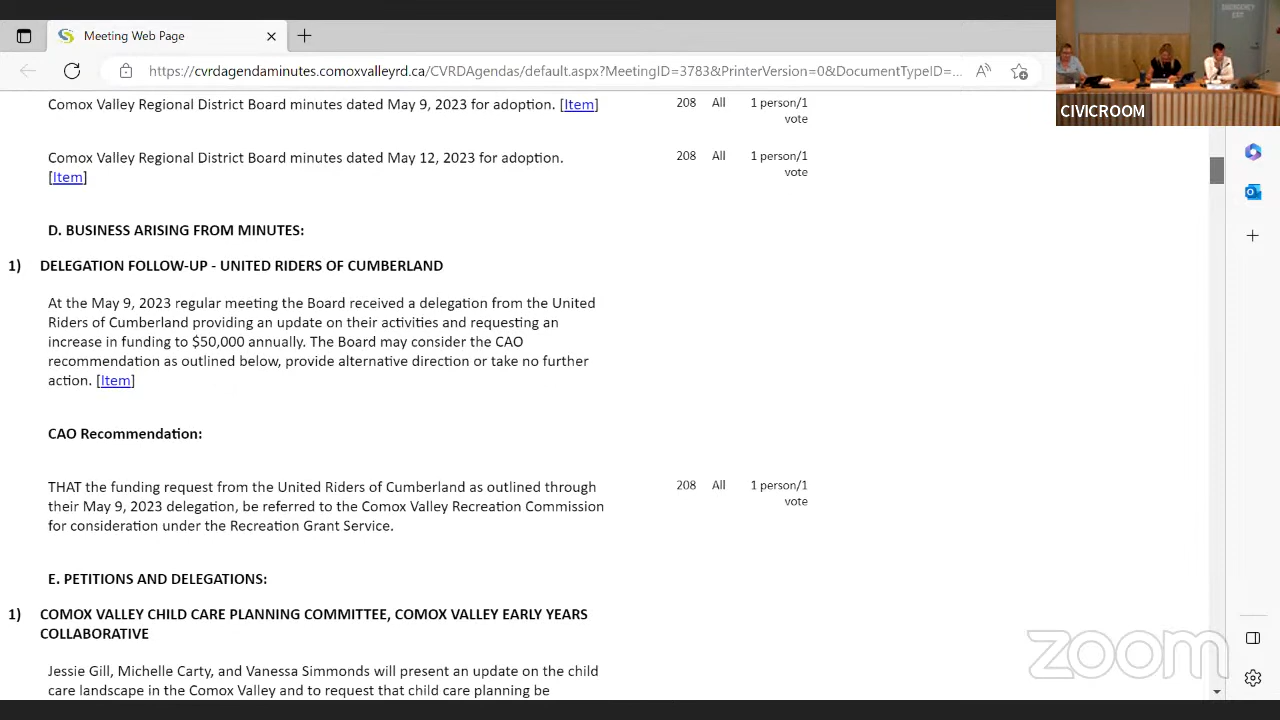 Meeting Web Page
https://cvrdagendaminutes.comoxvalleyrd.ca/CVRDAgendas/default.aspx?MeetingID=3783&PrinterVersion=0&DocumentTypeID=...
EMERGENCY
EXIT
CIVICROOM
Comox Valley Regional District Board minutes dated May 9, 2023 for adoption. [Item]
208 All 1 person/1
vote
Comox Valley Regional District Board minutes dated May 12, 2023 for adoption.
[Item]
208 All 1 person/1
vote
D. BUSINESS ARISING FROM MINUTES:
1) DELEGATION FOLLOW-UP - UNITED RIDERS OF CUMBERLAND
At the May 9, 2023 regular meeting the Board received a delegation from the United
Riders of Cumberland providing an update on their activities and requesting an
increase in funding to $50,000 annually. The Board may consider the CAO
recommendation as outlined below, provide alternative direction or take no further
action. [Item]
CAO Recommendation:
THAT the funding request from the United Riders of Cumberland as outlined through
their May 9, 2023 delegation, be referred to the Comox Valley Recreation Commission
for consideration under the Recreation Grant Service.
208 All 1 person/1
vote
E. PETITIONS AND DELEGATIONS:
1) COMOX VALLEY CHILD CARE PLANNING COMMITTEE, COMOX VALLEY EARLY YEARS
COLLABORATIVE
Jessie Gill, Michelle Carty, and Vanessa Simmonds will present an update on the child
care landscape in the Comox Valley and to request that child care planning be
zoom